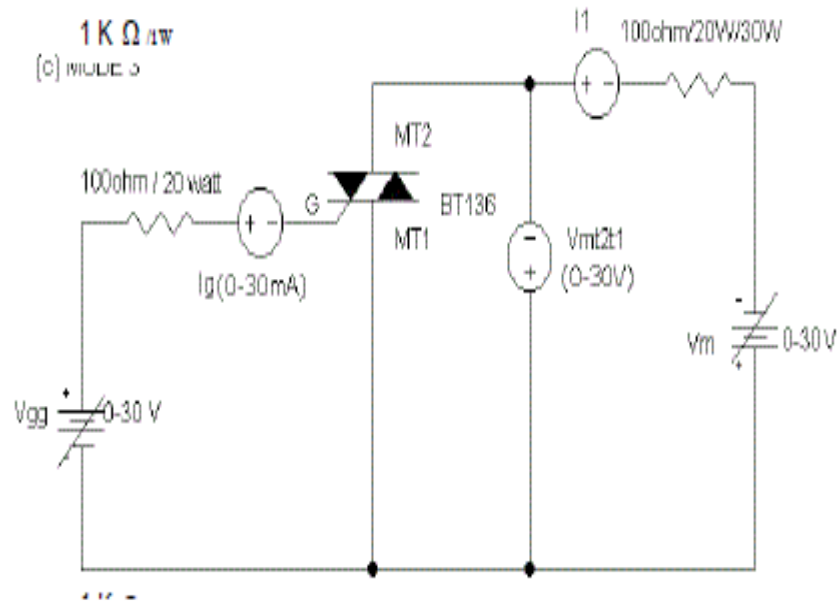 1 K Ω /1W
(c) MODE 3
I1
100ohm/20W/30W
MT2
100ohm / 20 watt
G
BT136
MT1
Vmt2t1
(0-30V)
Ig(0-30mA)
Vm
0-30V
Vgg
0-30 V